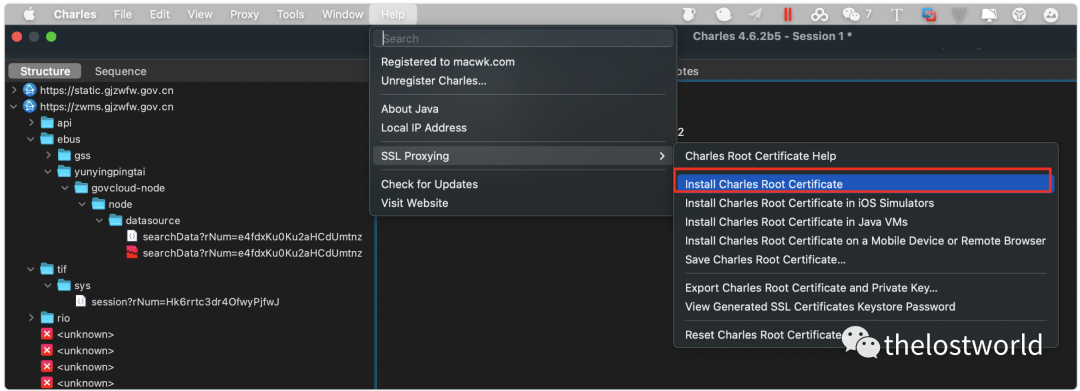 Charles File Edit View Proxy Tools Window Help 7
Charles 4.6.2b5 - Session 1 *
Structure Sequence
https://static.gjzwfw.gov.cn
https://zwms.gjzwfw.gov.cn
api
ebus
gss
yunyingpingtai
govcloud-node
node
datasource
searchData?rNum=e4fdxKu0Ku2aHCdUmtnz
searchData?rNum=e4fdxKu0Ku2aHCdUmtnz
tif
sys
session?rNum=Hk6rrtc3dr4OfwyPjfwJ
rio
<unknown>
<unknown>
<unknown>
<unknown>
Search
Registered to macwk.com
Unregister Charles...
About Java
Local IP Address
SSL Proxying
Check for Updates
Visit Website
otes
2
Charles Root Certificate Help
Install Charles Root Certificate
Install Charles Root Certificate in iOS Simulators
Install Charles Root Certificate in Java VMs
Install Charles Root Certificate on a Mobile Device or Remote Browser
Save Charles Root Certificate...
Export Charles Root Certificate and Private Key...
View Generated SSL Certificates Keystore Password
Reset Charles Root Certificate
thelostworld